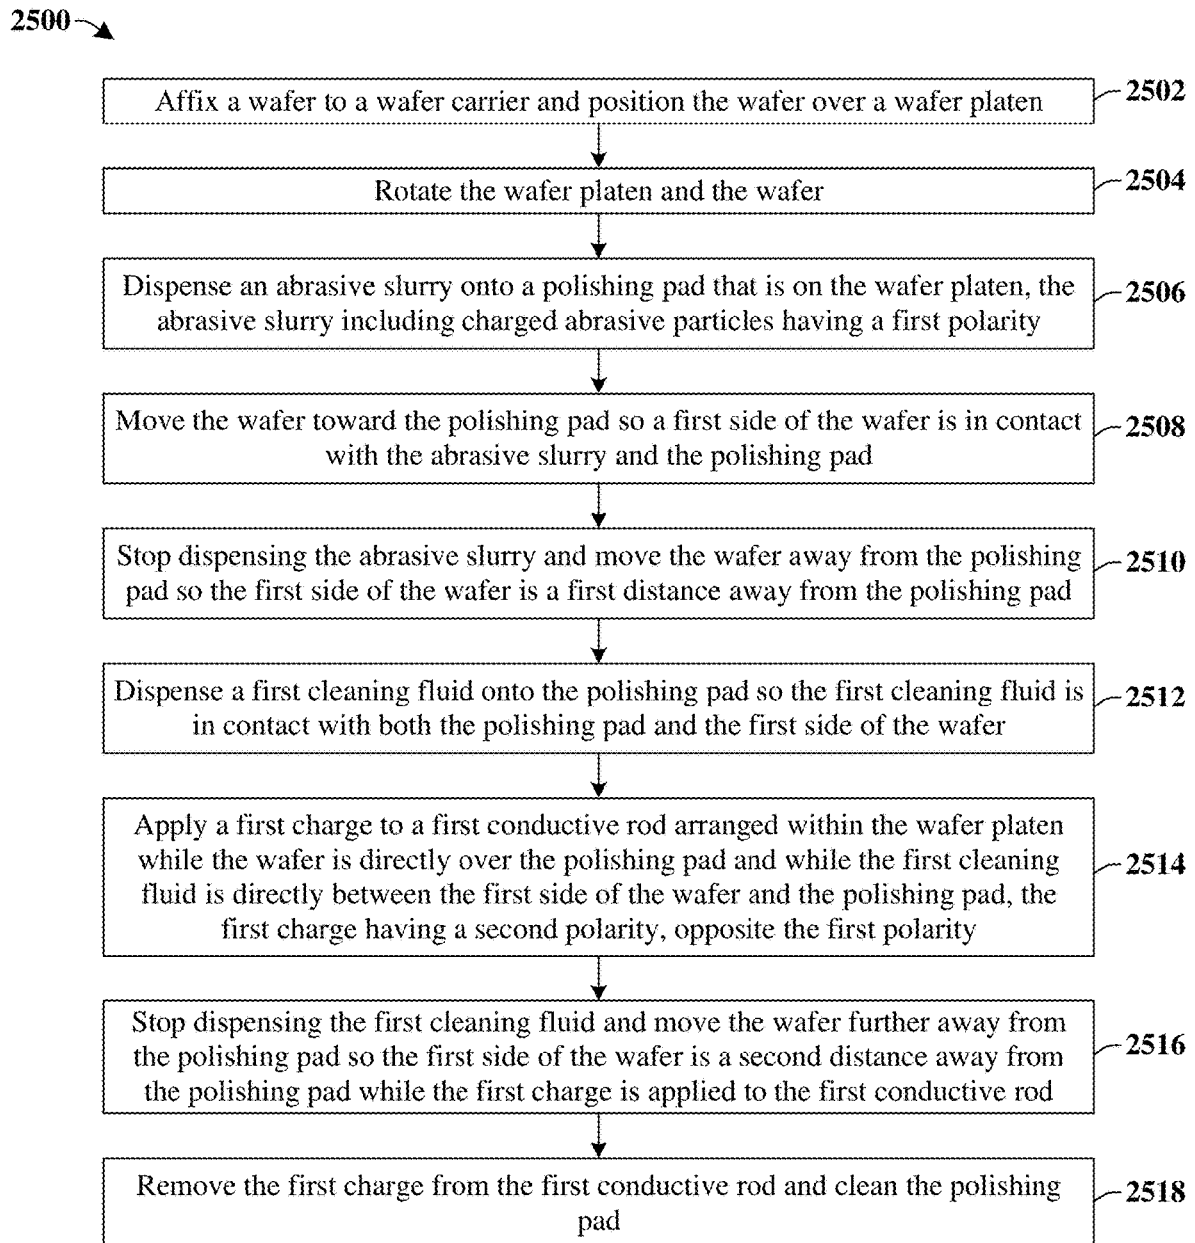 2500
Affix a wafer to a wafer carrier and position the wafer over a wafer platen
2502
Rotate the wafer platen and the wafer
2504
Dispense an abrasive slurry onto a polishing pad that is on the wafer platen, the
abrasive slurry including charged abrasive particles having a first polarity
2506
Move the wafer toward the polishing pad so a first side of the wafer is in contact
with the abrasive slurry and the polishing pad
2508
Stop dispensing the abrasive slurry and move the wafer away from the polishing
pad so the first side of the wafer is a first distance away from the polishing pad
2510
Dispense a first cleaning fluid onto the polishing pad so the first cleaning fluid is
in contact with both the polishing pad and the first side of the wafer
2512
Apply a first charge to a first conductive rod arranged within the wafer platen
while the wafer is directly over the polishing pad and while the first cleaning
fluid is directly between the first side of the wafer and the polishing pad, the
first charge having a second polarity, opposite the first polarity
2514
Stop dispensing the first cleaning fluid and move the wafer further away from
the polishing pad so the first side of the wafer is a second distance away from
the polishing pad while the first charge is applied to the first conductive rod
2516
Remove the first charge from the first conductive rod and clean the polishing
pad
2518